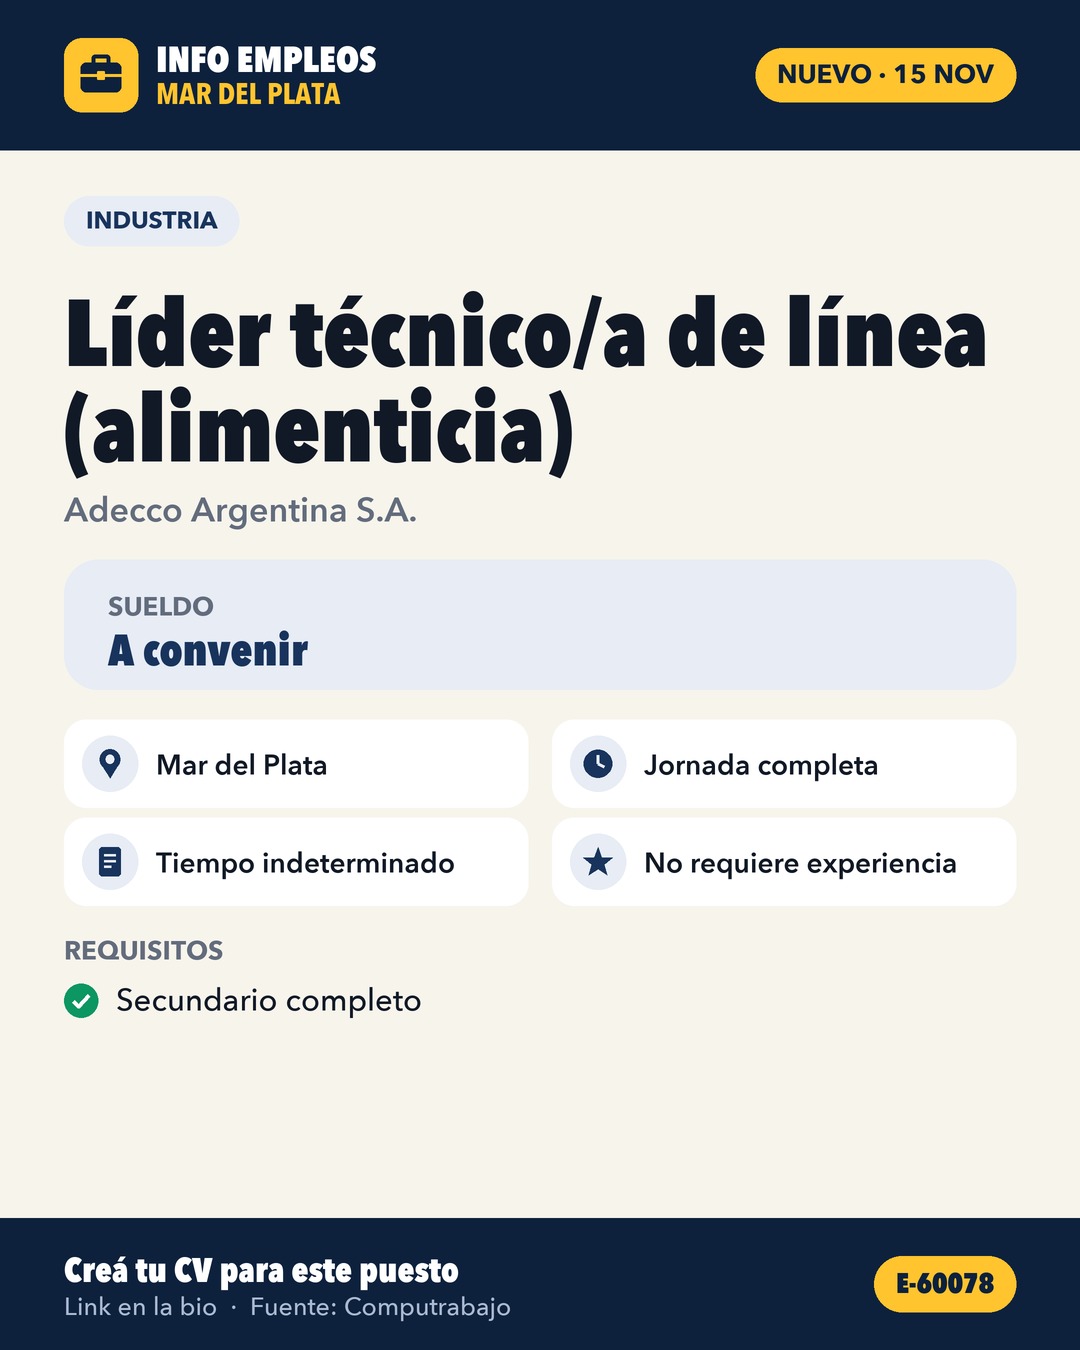 INFO EMPLEOS
MAR DEL PLATA
NUEVO · 15 NOV
INDUSTRIA
Líder técnico/a de línea
(alimenticia)
Adecco Argentina S.A.
SUELDO
A convenir
Mar del Plata
Jornada completa
Tiempo indeterminado
No requiere experiencia
REQUISITOS
Secundario completo
Creá tu CV para este puesto
Link en la bio · Fuente: Computrabajo
E-60078